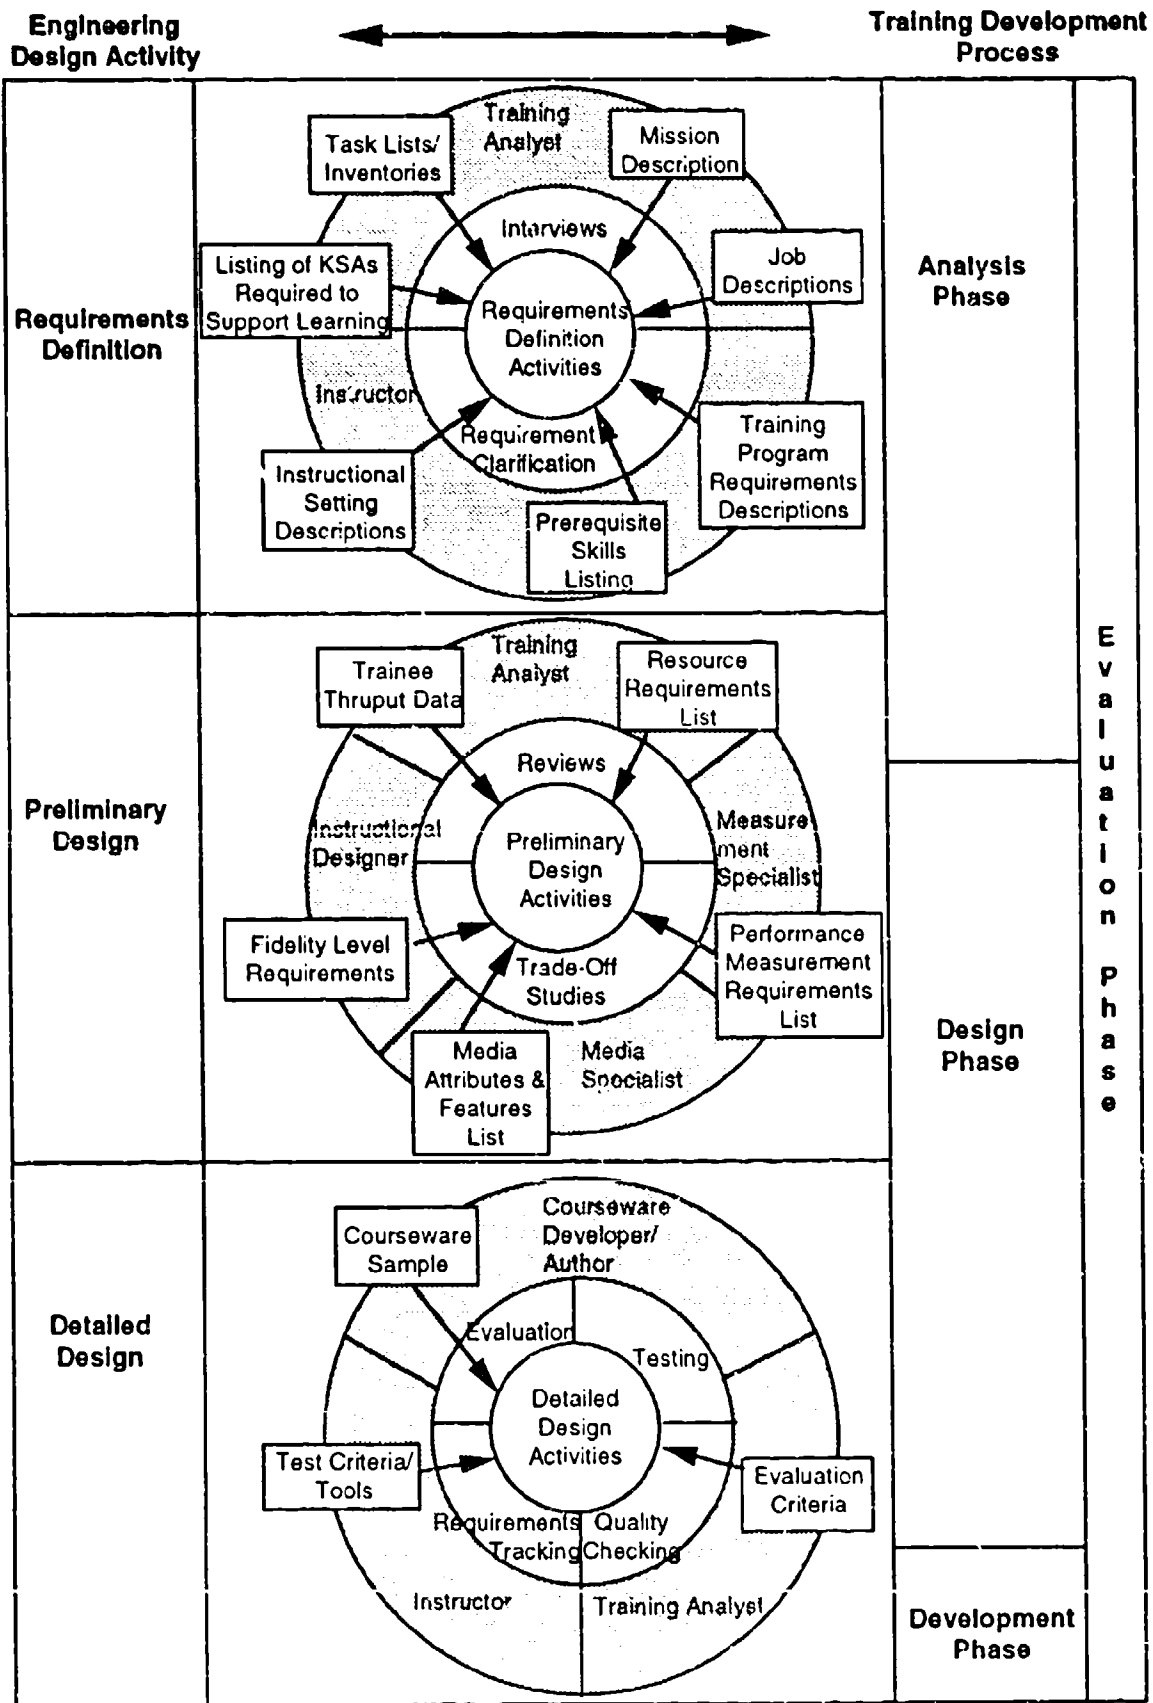 Engineering
Design Activity
Training Development
Process
Requirements
Definition
Training
Analyst
Task Lists/
Inventories
Mission
Description
Interviews
Listing of KSAs
Required to
Support Learning
Job
Descriptions
Requirements
Definition
Activities
Instructor
Requirement
Clarification
Instructional
Setting
Descriptions
Prerequisite
Skills
Listing
Training
Program
Requirements
Descriptions
Analysis
Phase
Preliminary
Design
Training
Analyst
Trainee
Thruput Data
Resource
Requirements
List
Reviews
Instructional
Designer
Preliminary
Design
Activities
Measure
ment
Specialist
Fidelity Level
Requirements
Trade-Off
Studies
Performance
Measurement
Requirements
List
Media
Attributes &
Features
List
Media
Specialist
Design
Phase
Evaluation Phase
Detailed
Design
Courseware
Developer/
Author
Courseware
Sample
Evaluation
Testing
Detailed
Design
Activities
Test Criteria/
Tools
Evaluation
Criteria
Requirements
Tracking
Quality
Checking
Instructor
Training Analyst
Development
Phase